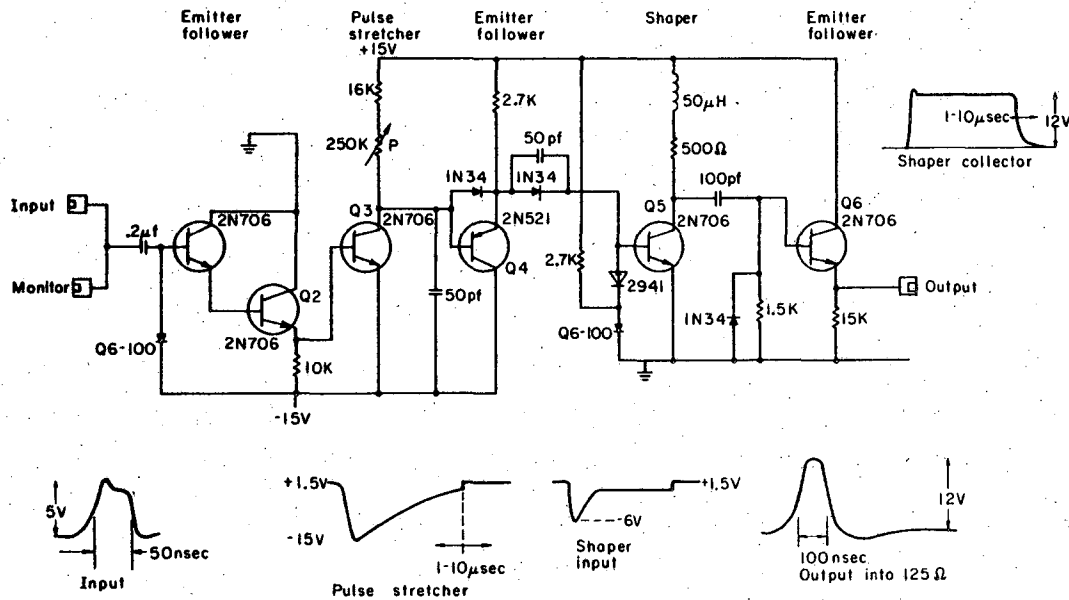 Emitter
follower
Pulse
stretcher
+15V
Emitter
follower
Shaper
Emitter
follower
16K
2.7K
50μH
250K P
50pf
500Ω
1-10μsec
12V
Shaper collector
1N34
1N34
100pf
Input
2N706
Q3
2N706
2N521
Q5
2N706
Q6
2N706
.2μf
Q4
2.7K
Monitor
Q2
50pf
2941
Output
2N706
Q6-100
1N34
1.5K
15K
Q6-100
10K
-15V
+1.5V
+1.5V
5V
-6V
12V
50nsec
-15V
Shaper
input
100nsec
Input
1-10μsec
Output into 125Ω
Pulse stretcher